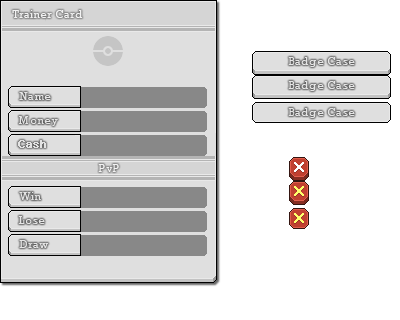 Trainer Card
Name
Money
Cash
PvP
Win
Lose
Draw
Badge Case
Badge Case
Badge Case